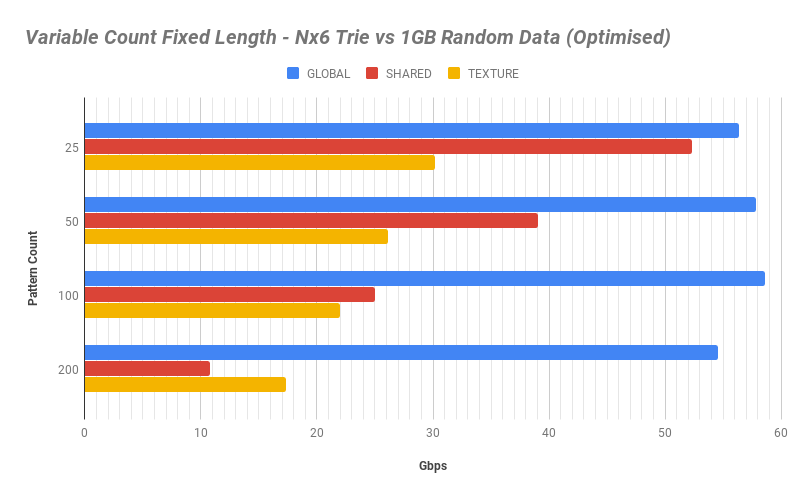 Variable Count Fixed Length - Nx6 Trie vs 1GB Random Data (Optimised)
GLOBAL SHARED TEXTURE
25
50
100
200
Pattern Count
0 10 20 30 40 50 60
Gbps